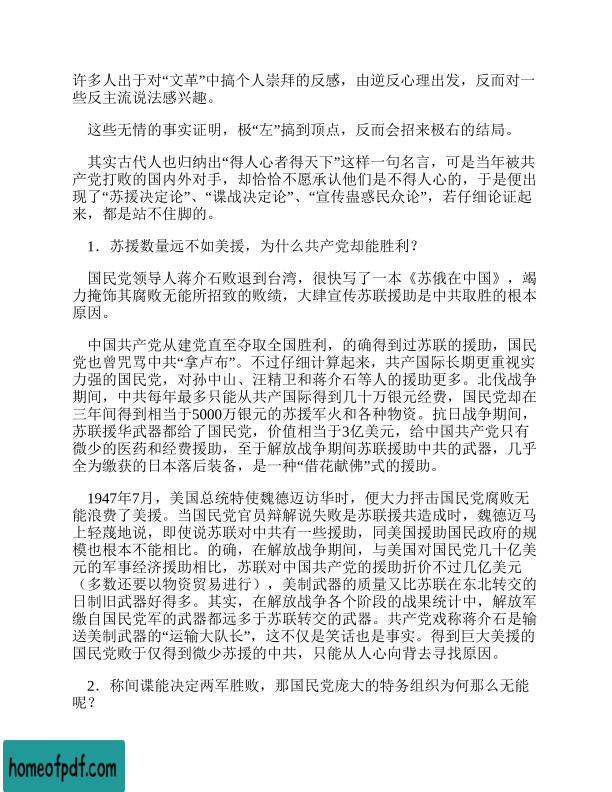 许多人出于对“文革”中搞个人崇拜的反感，由逆反心理出发，反而对一
些反主流说法感兴趣。
这些无情的事实证明，极“左”搞到顶点，反而会招来极右的结局。
其实古代人也归纳出“得人心者得天下”这样一句名言，可是当年被共
产党打败的国内外对手，却恰恰不愿承认他们是不得人心的，于是便出
现了“苏援决定论”、“谍战决定论”、“宣传蛊惑民众论”，若仔细论证起
来，都是站不住脚的。
1．苏援数量远不如美援，为什么共产党却能胜利？
国民党领导人蒋介石败退到台湾，很快写了一本《苏俄在中国》，竭
力掩饰其腐败无能所招致的败绩，大肆宣传苏联援助是中共取胜的根本
原因。
中国共产党从建党直至夺取全国胜利，的确得到过苏联的援助，国民
党也曾咒骂中共“拿卢布”。不过仔细计算起来，共产国际长期更重视实
力强的国民党，对孙中山、汪精卫和蒋介石等人的援助更多。北伐战争
期间，中共每年最多只能从共产国际得到几十万银元经费，国民党却在
三年间得到相当于5000万银元的苏援军火和各种物资。抗日战争期间，
苏联援华武器都给了国民党，价值相当于3亿美元，给中国共产党只有
微少的医药和经费援助，至于解放战争期间苏联援助中共的武器，几乎
全为缴获的日本落后装备，是一种“借花献佛”式的援助。
1947年7月，美国总统特使魏德迈访华时，便大力抨击国民党腐败无
能浪费了美援。当国民党官员辩解说失败是苏联援共造成时，魏德迈马
上轻蔑地说，即使说苏联对中共有一些援助，同美国援助国民政府的规
模也根本不能相比。的确，在解放战争期间，与美国对国民党几十亿美
元的军事经济援助相比，苏联对中国共产党的援助折价不过几亿美元
（多数还要以物资贸易进行），美制武器的质量又比苏联在东北转交的
日制旧武器好得多。其实，在解放战争各个阶段的战果统计中，解放军
缴自国民党军的武器都远多于苏联转交的武器。共产党戏称蒋介石是输
送美制武器的“运输大队长”，这不仅是笑话也是事实。得到巨大美援的
国民党败于仅得到微少苏援的中共，只能从人心向背去寻找原因。
2．称间谍能决定两军胜败，那国民党庞大的特务组织为何那么无能
呢？
homeofpdf.com